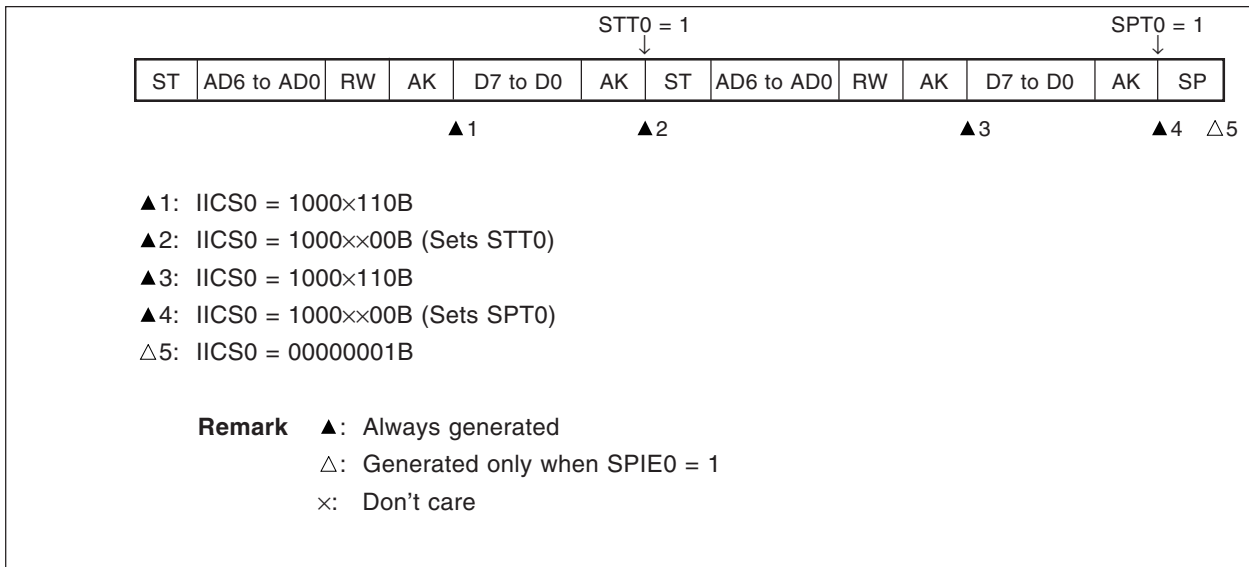 STT0 = 1 SPT0 = 1
↓ ↓
ST AD6 to AD0 RW AK D7 to D0 AK ST AD6 to AD0 RW AK D7 to D0 AK SP
▲1 ▲2 ▲3 ▲4 △5
▲1: IICS0 = 1000×110B
▲2: IICS0 = 1000××00B (Sets STT0)
▲3: IICS0 = 1000×110B
▲4: IICS0 = 1000××00B (Sets SPT0)
△5: IICS0 = 00000001B
Remark ▲: Always generated
△: Generated only when SPIE0 = 1
×: Don't care